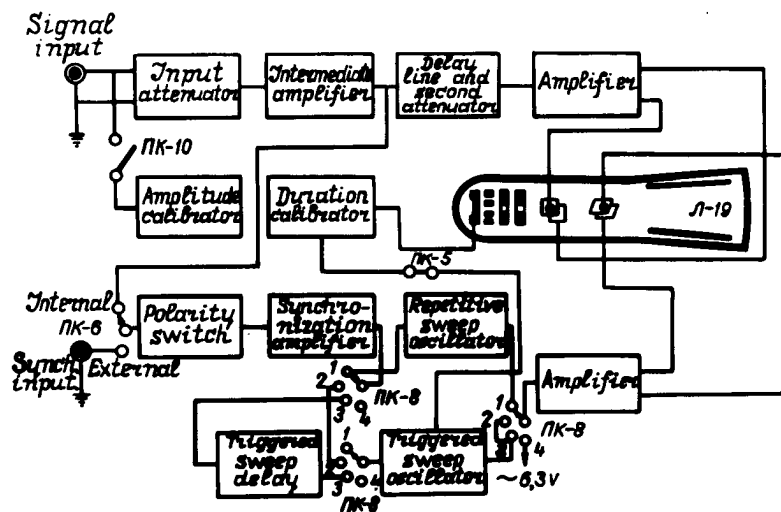 Signal
input
Input
attenuator
Intermediate
amplifier
Delay
line and
second
attenuator
Amplifier
ПК-10
Amplitude
calibrator
Duration
calibrator
Л-19
ПК-5
Internal
ПК-6
Synch
input
External
Polarity
switch
Synchro-
nization
amplifier
Repetitive
sweep
oscillator
Amplifier
1
2
3
4
ПК-8
1
2
3
4
ПК-8
~6,3V
Triggered
sweep
delay
1
2
3
4
ПК-8
Triggered
sweep
oscillator